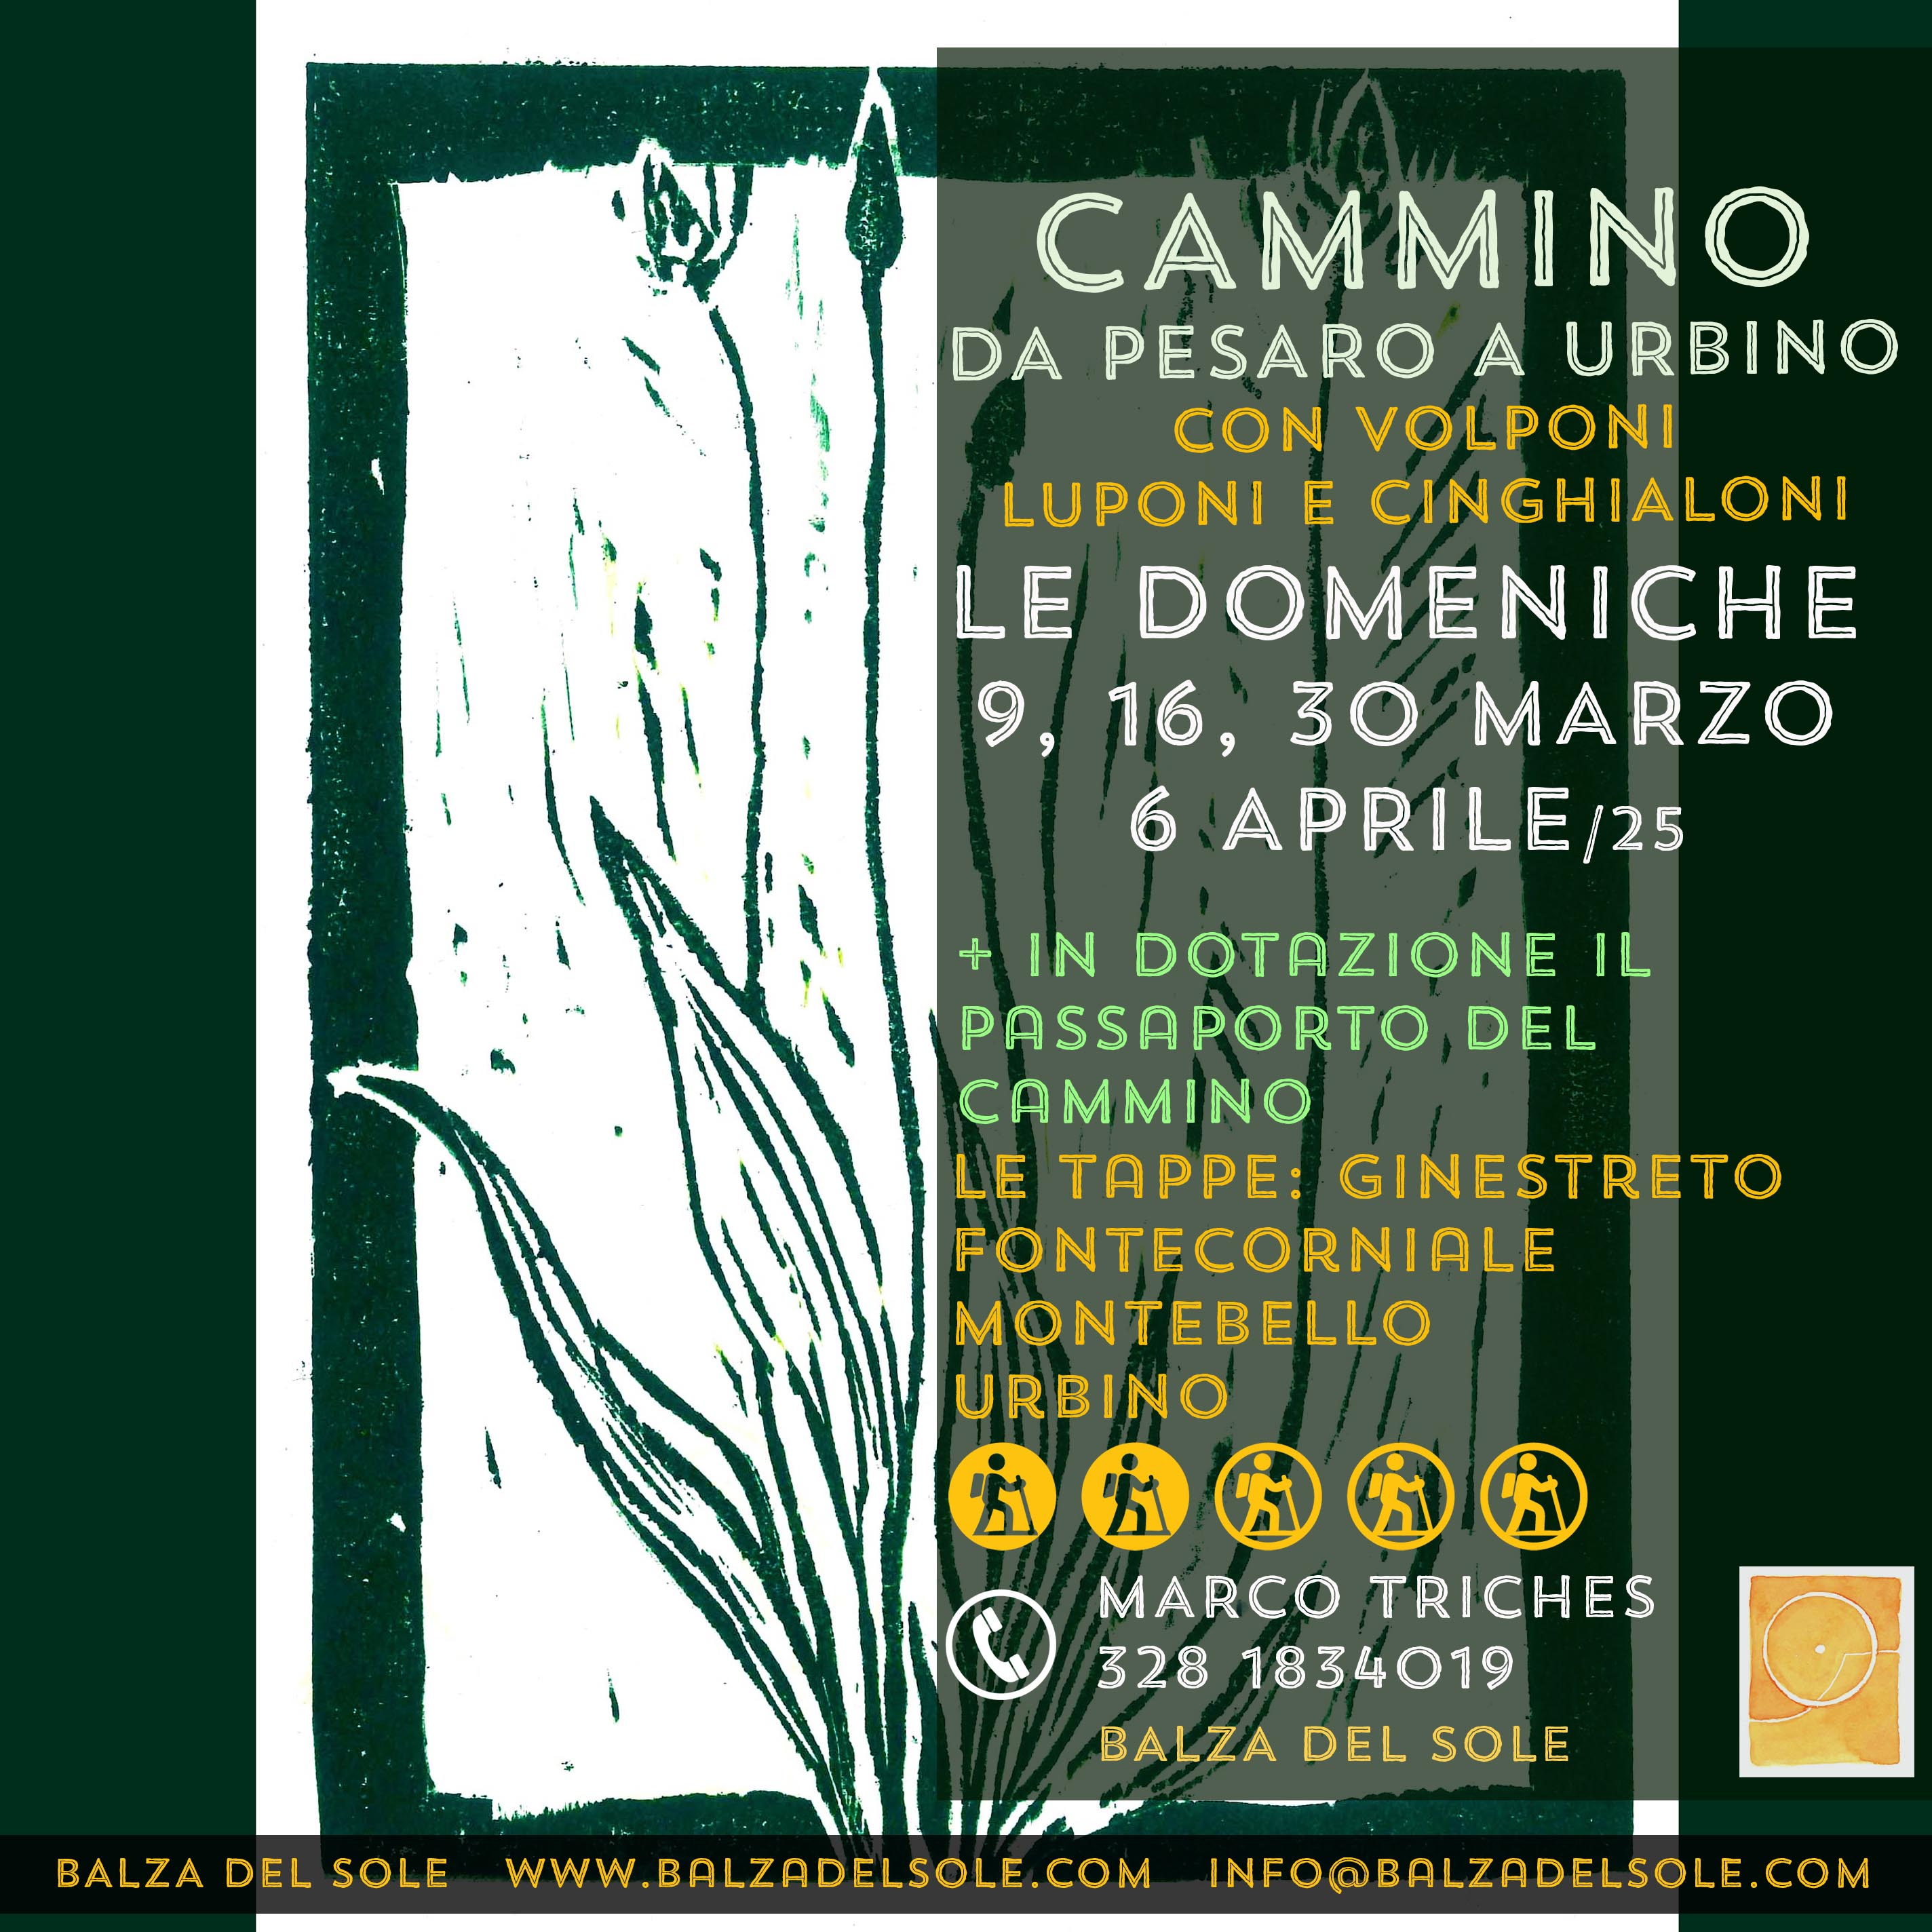 CAMMINO
DA PESARO A URBINO
CON VOLPONI
LUPONI E CINGHIALONI
LE DOMENICHE
9, 16, 30 MARZO
6 APRILE/25
+ IN DOTAZIONE IL
PASSAPORTO DEL
CAMMINO
LE TAPPE: GINESTRETO
FONTECORNIALE
MONTEBELLO
URBINO
MARCO TRICHES
328 1834019
BALZA DEL SOLE
BALZA DEL SOLE WWW.BALZADELSOLE.COM INFO@BALZADELSOLE.COM